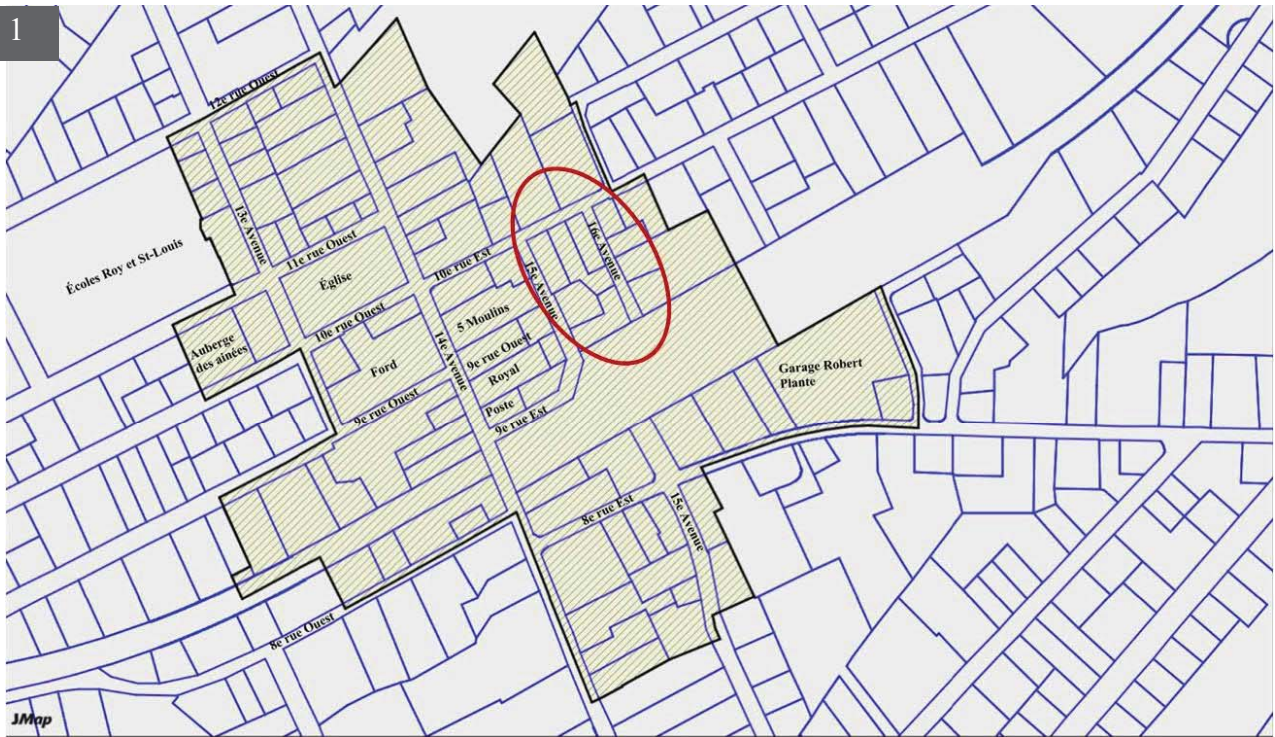 1
12e rue Ouest
13e Avenue
Écoles Roy et St-Louis
11e rue Ouest
Église
10e rue Est
15e Avenue
16e Avenue
10e rue Ouest
5 Moulins
Auberge
des ainées
Ford
14e Avenue
9e rue Ouest
Royal
Garage Robert
Plante
9e rue Ouest
Poste
9e rue Est
8e rue Est
15e Avenue
8e rue Ouest
JMap